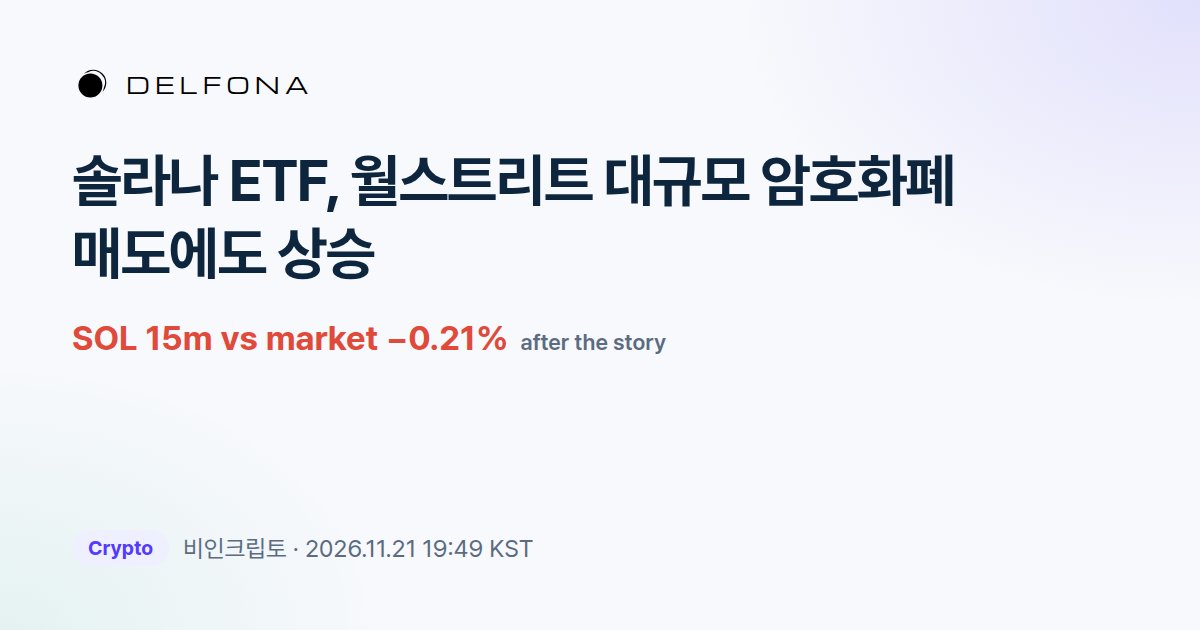 DELFONA
솔라나 ETF, 월스트리트 대규모 암호화폐
매도에도 상승
SOL 15m vs market −0.21% after the story
Crypto 비인크립토 · 2026.11.21 19:49 KST